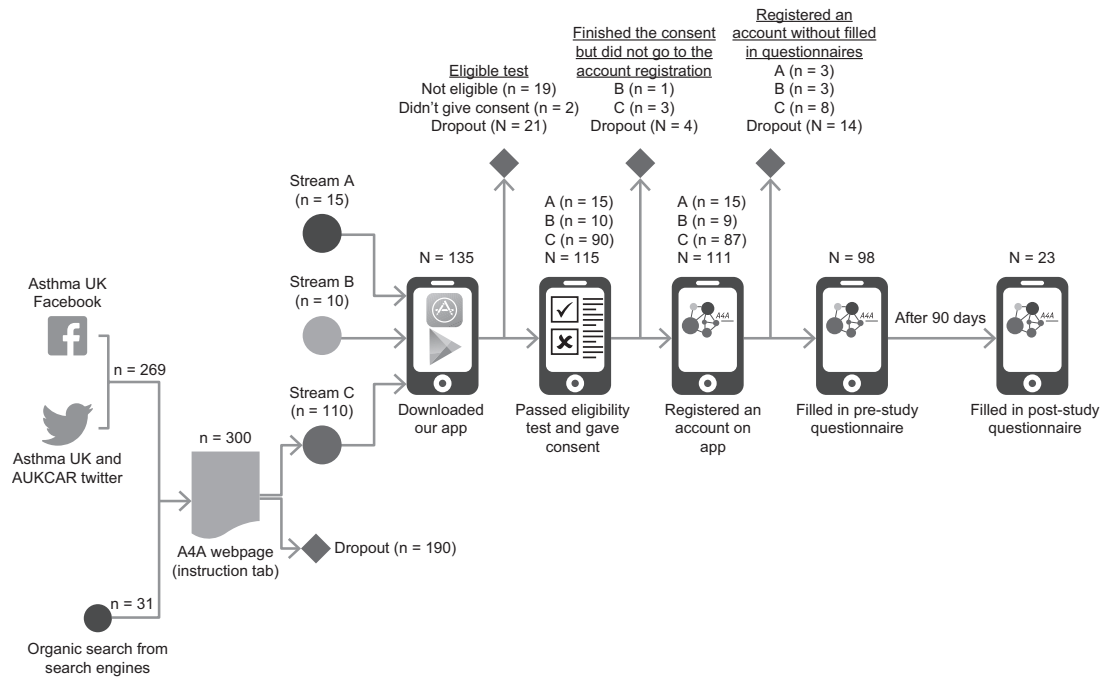 Registered an
account without filled
in questionnaires
A (n = 3)
B (n = 3)
C (n = 8)
Dropout (N = 14)
Finished the consent
but did not go to the
account registration
B (n = 1)
C (n = 3)
Dropout (N = 4)
Eligible test
Not eligible (n = 19)
Didn't give consent (n = 2)
Dropout (N = 21)
Stream A
(n = 15)
A (n = 15)
B (n = 10)
C (n = 90)
N = 115
A (n = 15)
B (n = 9)
C (n = 87)
N = 111
N = 135
N = 98
N = 23
Asthma UK
Facebook
Stream B
(n = 10)
A4A
A4A
After 90 days
A4A
n = 269
Stream C
(n = 110)
Downloaded
our app
Passed eligibility
test and gave
consent
Registered an
account on
app
Filled in pre-study
questionnaire
Filled in post-study
questionnaire
Asthma UK and
AUKCAR twitter
n = 300
A4A webpage
(instruction tab)
Dropout (n = 190)
n = 31
Organic search from
search engines